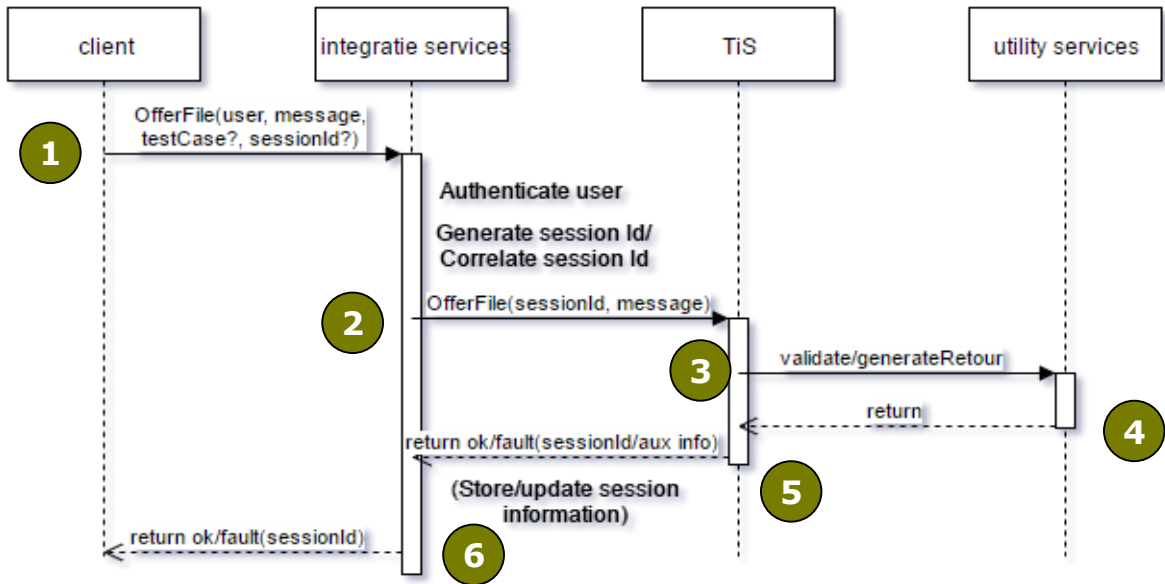 client
integratie services
TiS
utility services
OfferFile(user, message,
testCase?, sessionId?)
1
Authenticate user
Generate session Id/
Correlate session Id
OfferFile(sessionId, message)
2
validate/generateRetour
3
return
4
return ok/fault(sessionId/aux info)
5
(Store/update session
information)
return ok/fault(sessionId)
6